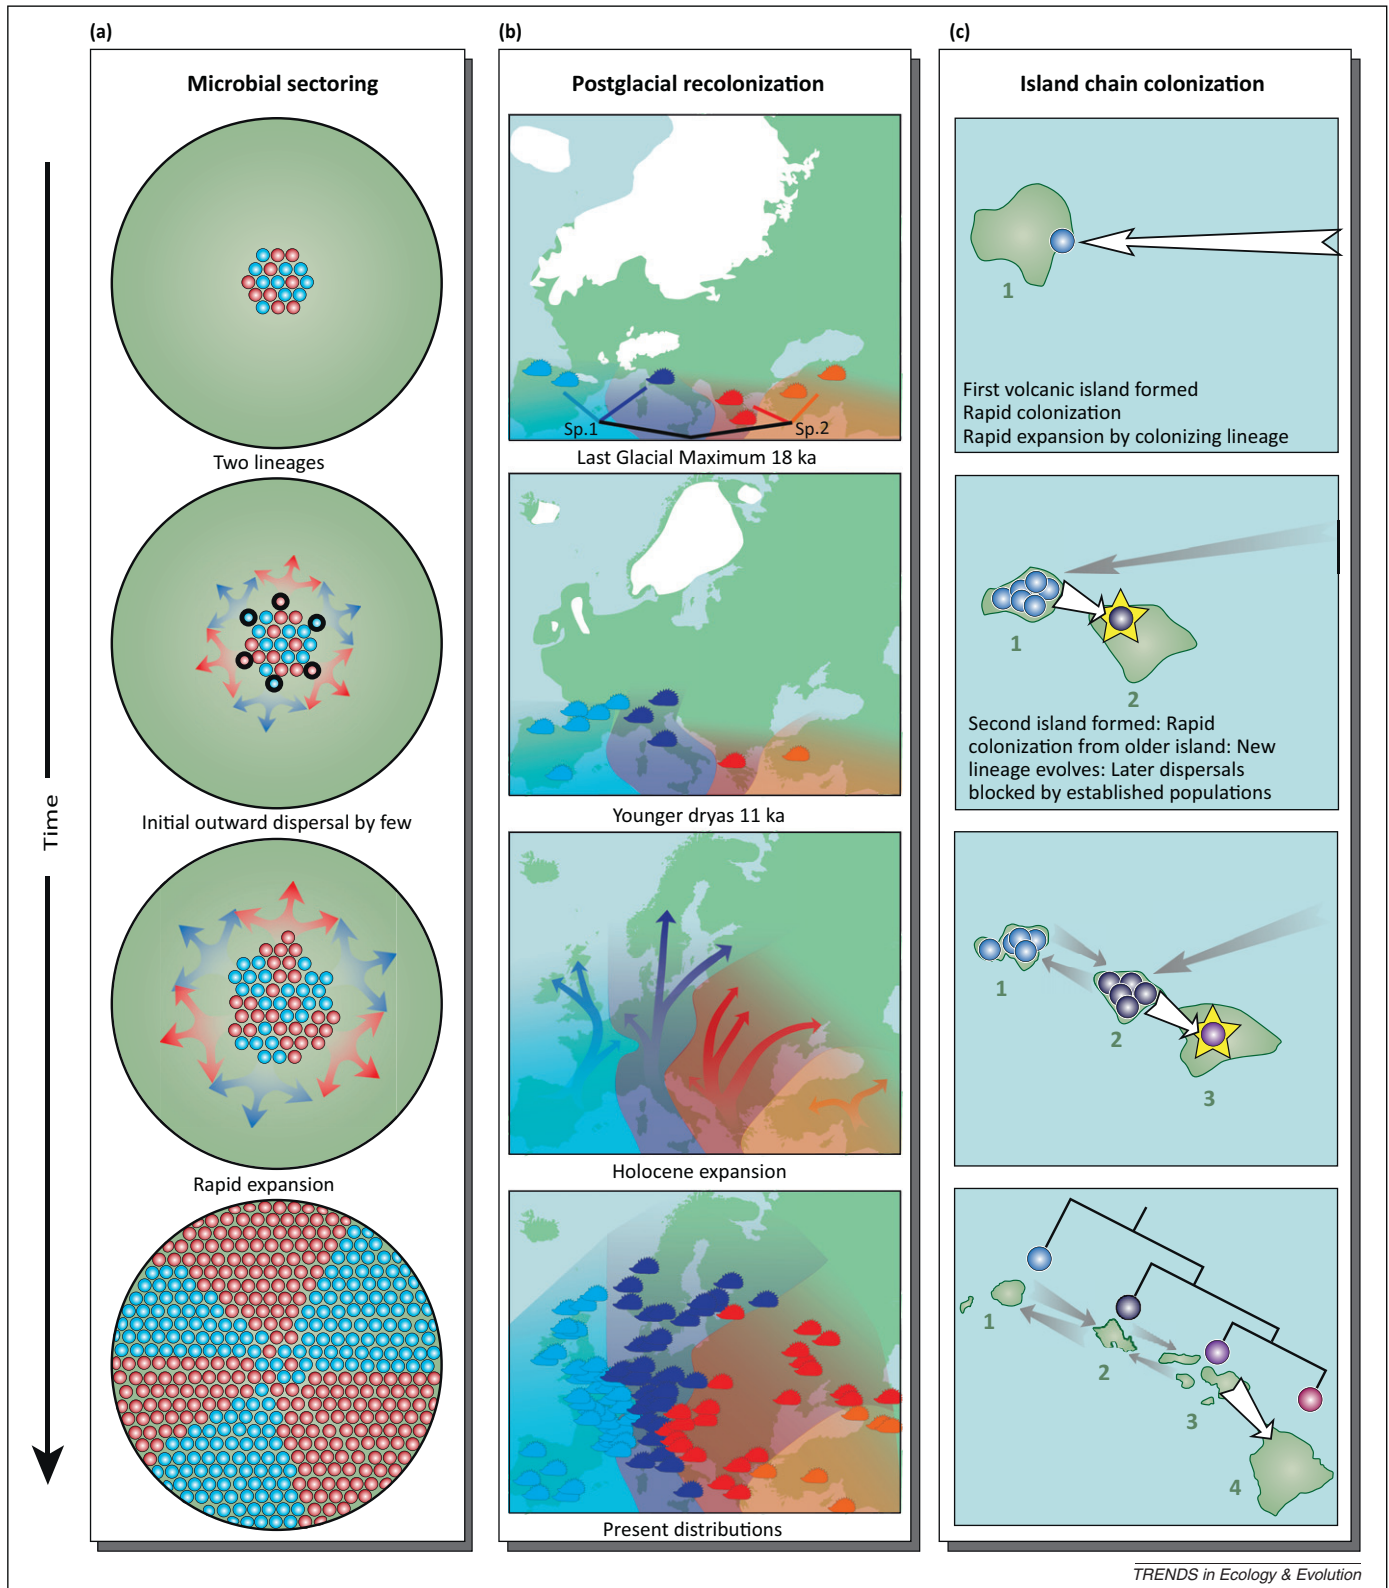 (a)
Microbial sectoring
Two lineages
Initial outward dispersal by few
Rapid expansion
Time
(b)
Postglacial recolonization
Sp.1
Sp.2
Last Glacial Maximum 18 ka
Younger dryas 11 ka
Holocene expansion
Present distributions
(c)
Island chain colonization
1
First volcanic island formed
Rapid colonization
Rapid expansion by colonizing lineage
1
2
Second island formed: Rapid
colonization from older island: New
lineage evolves: Later dispersals
blocked by established populations
1
2
3
1
2
3
4
TRENDS in Ecology & Evolution